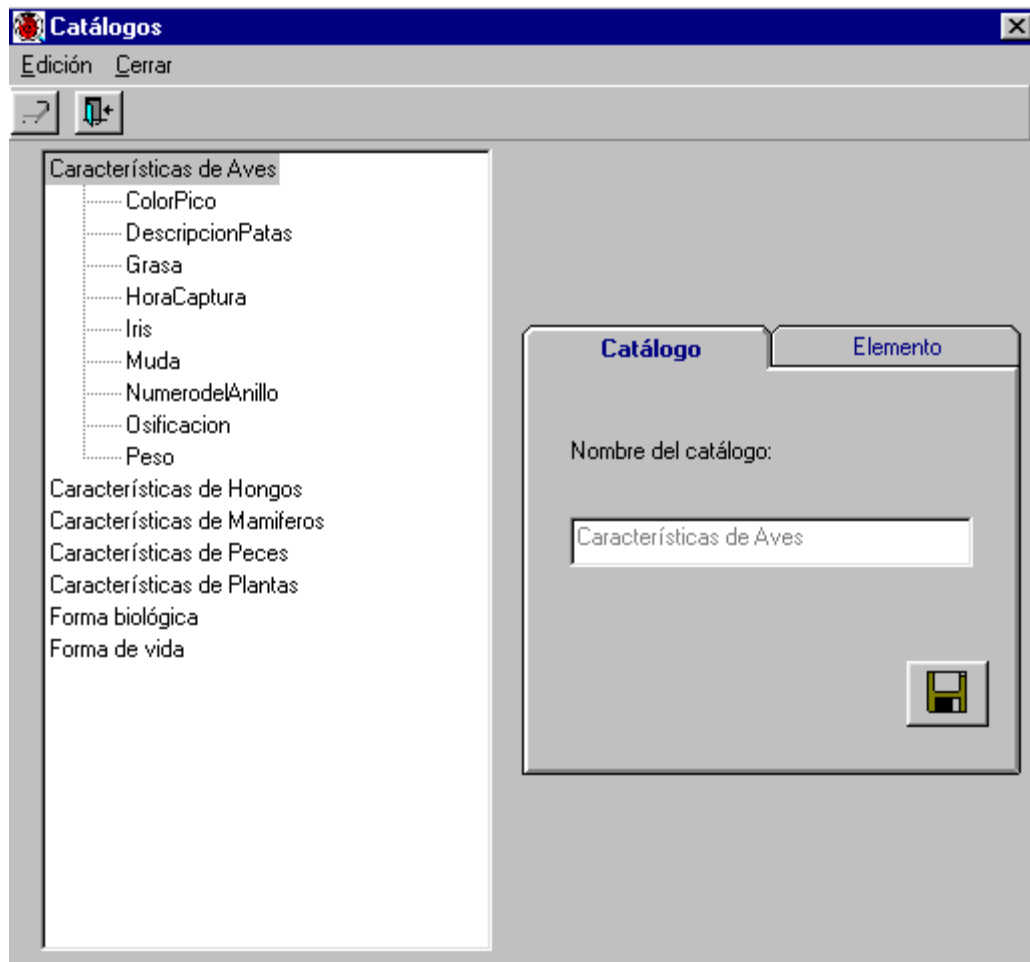 Catálogos
Edición Cerrar
Características de Aves
ColorPico
DescripcionPatas
Grasa
HoraCaptura
Iris
Muda
NumerodelAnillo
Osificacion
Peso
Características de Hongos
Características de Mamiferos
Características de Peces
Características de Plantas
Forma biológica
Forma de vida
Catálogo Elemento
Nombre del catálogo:
Características de Aves